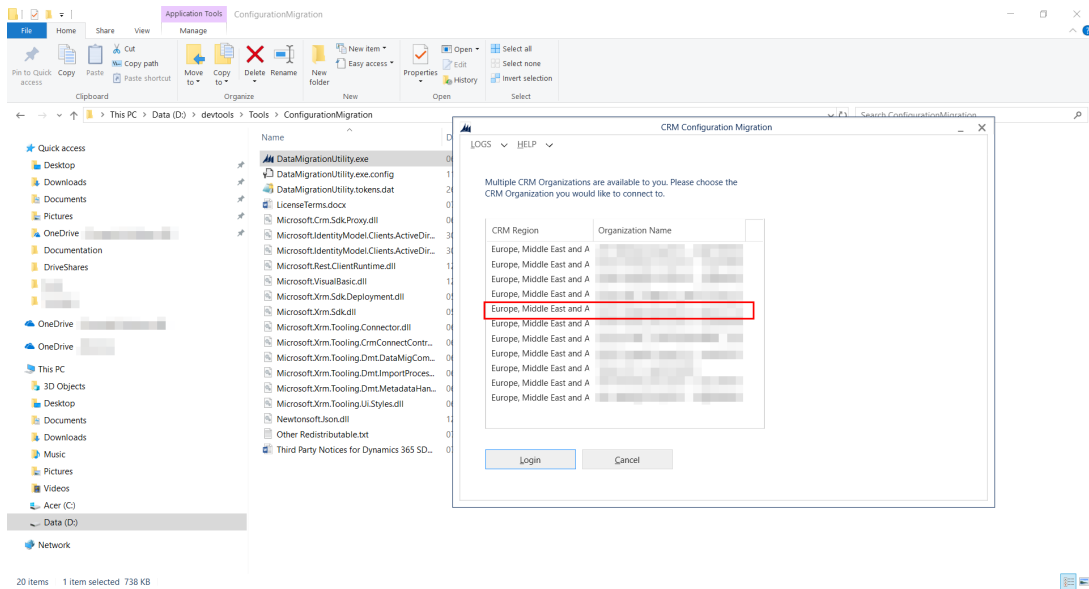 Application Tools ConfigurationMigration
File Home Share View Manage
Pin to Quick access
Copy
Paste
Cut
Copy path
Paste shortcut
Clipboard
Move to
Copy to
Delete
Rename
Organize
New folder
New item
Easy access
New
Properties
Open
Edit
History
Open
Select all
Select none
Invert selection
Select
This PC > Data (D:) > devtools > Tools > ConfigurationMigration
Search ConfigurationMigration
Quick access
Desktop
Downloads
Documents
Pictures
OneDrive
Documentation
DriveShares
OneDrive
OneDrive
This PC
3D Objects
Desktop
Documents
Downloads
Music
Pictures
Videos
Acer (C:)
Data (D:)
Network
Name
DataMigrationUtility.exe
DataMigrationUtility.exe.config
DataMigrationUtility.tokens.dat
LicenseTerms.docx
Microsoft.Crm.Sdk.Proxy.dll
Microsoft.IdentityModel.Clients.ActiveDir...
Microsoft.IdentityModel.Clients.ActiveDir...
Microsoft.Rest.ClientRuntime.dll
Microsoft.VisualBasic.dll
Microsoft.Xrm.Sdk.Deployment.dll
Microsoft.Xrm.Sdk.dll
Microsoft.Xrm.Tooling.Connector.dll
Microsoft.Xrm.Tooling.CrmConnectContr...
Microsoft.Xrm.Tooling.Dmt.DataMigCom...
Microsoft.Xrm.Tooling.Dmt.ImportProces...
Microsoft.Xrm.Tooling.Dmt.MetadataHan...
Microsoft.Xrm.Tooling.Ui.Styles.dll
Newtonsoft.Json.dll
Other Redistributable.txt
Third Party Notices for Dynamics 365 SD...
CRM Configuration Migration
LOGS HELP
Multiple CRM Organizations are available to you. Please choose the
CRM Organization you would like to connect to.
CRM Region Organization Name
Europe, Middle East and A
Europe, Middle East and A
Europe, Middle East and A
Europe, Middle East and A
Europe, Middle East and A
Europe, Middle East and A
Europe, Middle East and A
Europe, Middle East and A
Europe, Middle East and A
Europe, Middle East and A
Europe, Middle East and A
Login Cancel
20 items 1 item selected 738 KB